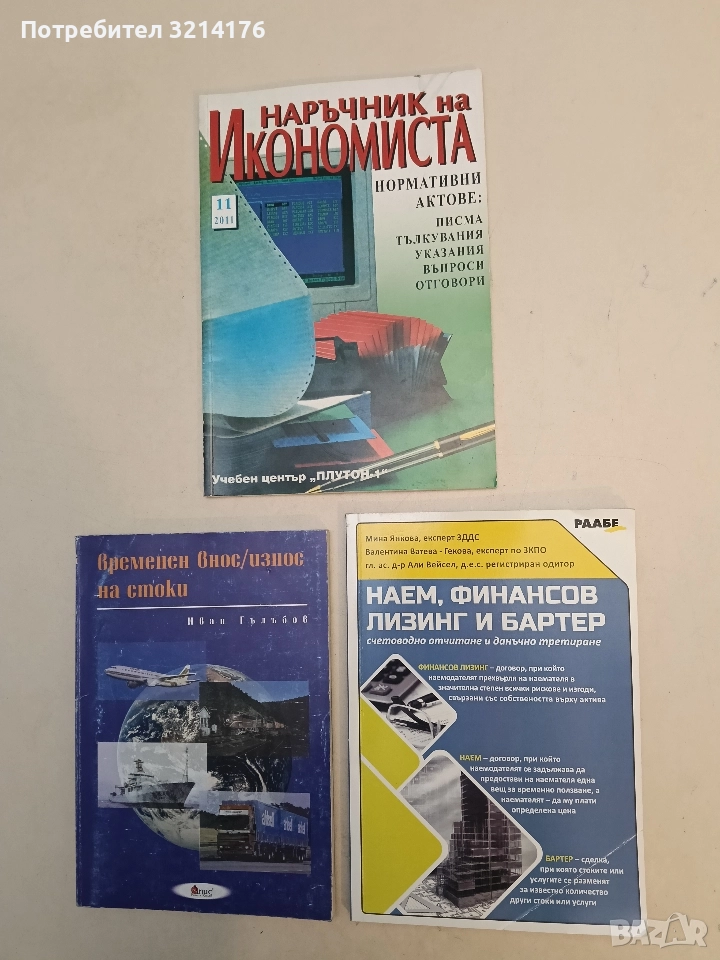 Потребител 3214176
НАРЪЧНИК на
ИКОНОМИСТА
11
2011
НОРМАТИВНИ
АКТОВЕ:
ПИСМА
ТЪЛКУВАНИЯ
УКАЗАНИЯ
ВЪПРОСИ
ОТГОВОРИ
Учебен център „ПЛУТОН-1“
временен внос/износ
на стоки
Иван Гълъбов
РААБЕ
Мина Янкова, експерт ЗДДС
Валентина Ватева - Гекова, експерт по ЗКПО
гл. ас. д-р Али Вейсел, д.е.с. регистриран одитор
НАЕМ, ФИНАНСОВ
ЛИЗИНГ И БАРТЕР
счетоводно отчитане и данъчно третиране
ФИНАНСОВ ЛИЗИНГ – договор, при който
наемодателят прехвърля на наемателя в
значителна степен всички рискове и изгоди,
свързани със собствеността върху актива
НАЕМ – договор, при който
наемодателят се задължава да
предостави на наемателя една
вещ за временно ползване, а
наемателят – да му плати
определена цена
БАРТЕР – сделка,
при която стоките или
услугите се разменят
за известно количество
други стоки или услуги
BAZAR